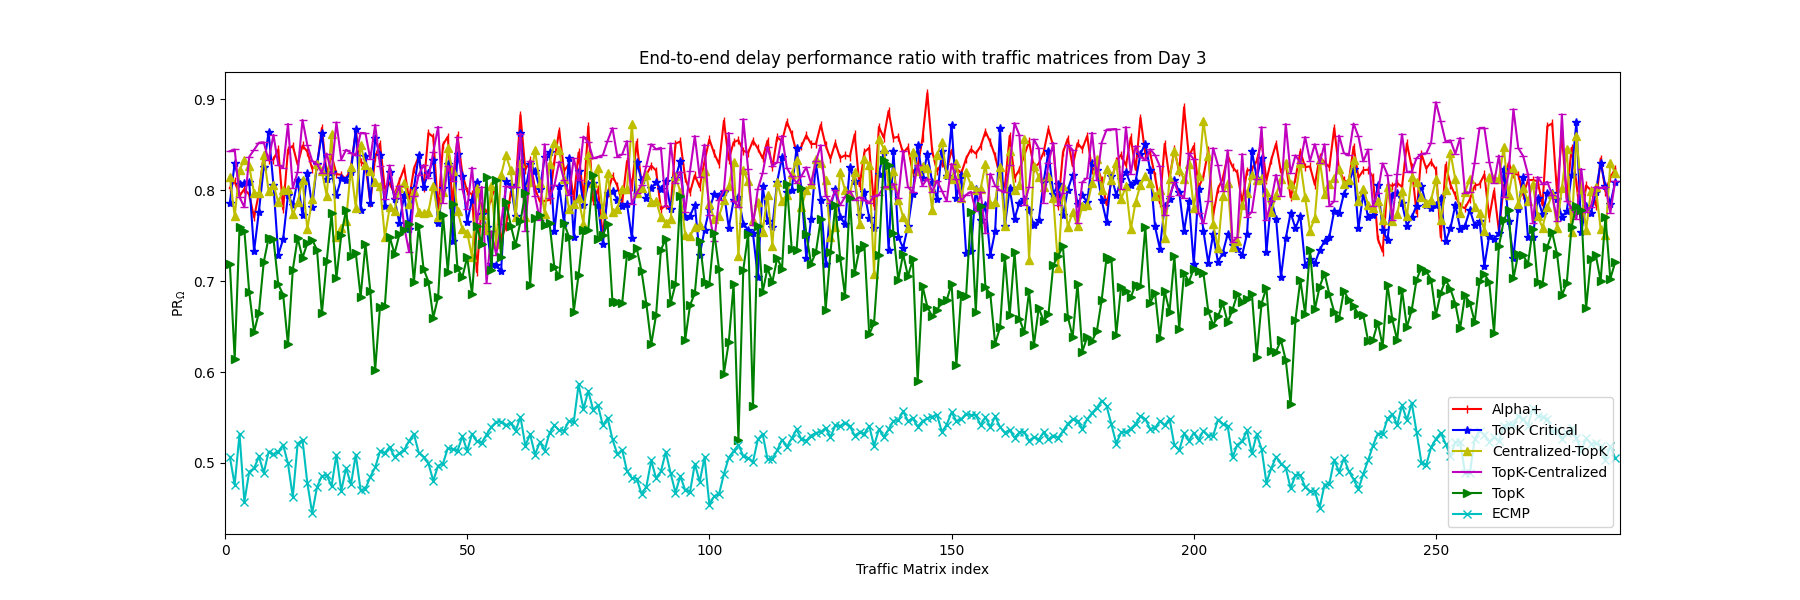 End-to-end delay performance ratio with traffic matrices from Day 3
0.9
0.8
0.7
0.6
0.5
PR_Ω
0 50 100 150 200 250
Traffic Matrix index
Alpha+
TopK Critical
Centralized-TopK
TopK-Centralized
TopK
ECMP